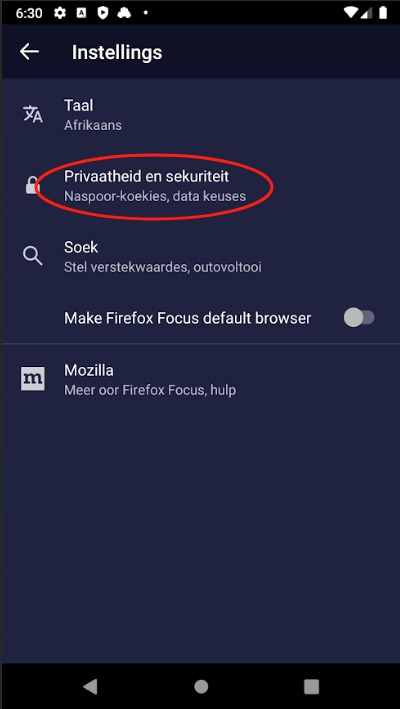 6:30
Instellings
Taal
Afrikaans
Privaatheid en sekuriteit
Naspoor-koekies, data keuses
Soek
Stel verstekwaardes, outovoltooi
Make Firefox Focus default browser
m
Mozilla
Meer oor Firefox Focus, hulp